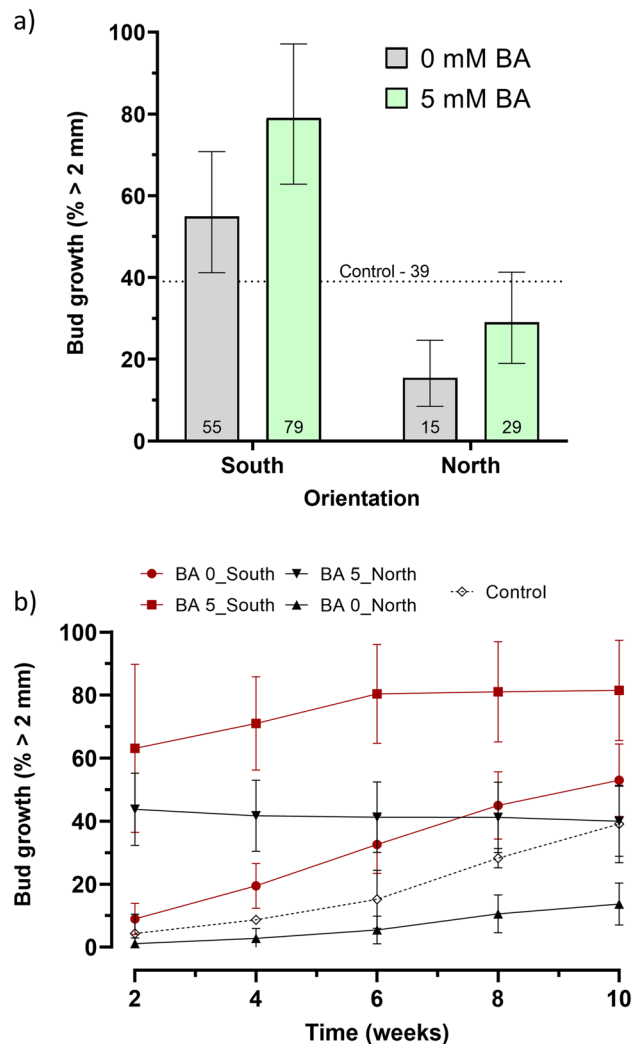 a)
0 mM BA
5 mM BA
Bud growth (% > 2 mm)
100
80
60
40
20
0
Control - 39
55
79
15
29
South
North
Orientation
b)
BA 0_South
BA 5_North
Control
BA 5_South
BA 0_North
Bud growth (% > 2 mm)
100
80
60
40
20
0
2
4
6
8
10
Time (weeks)